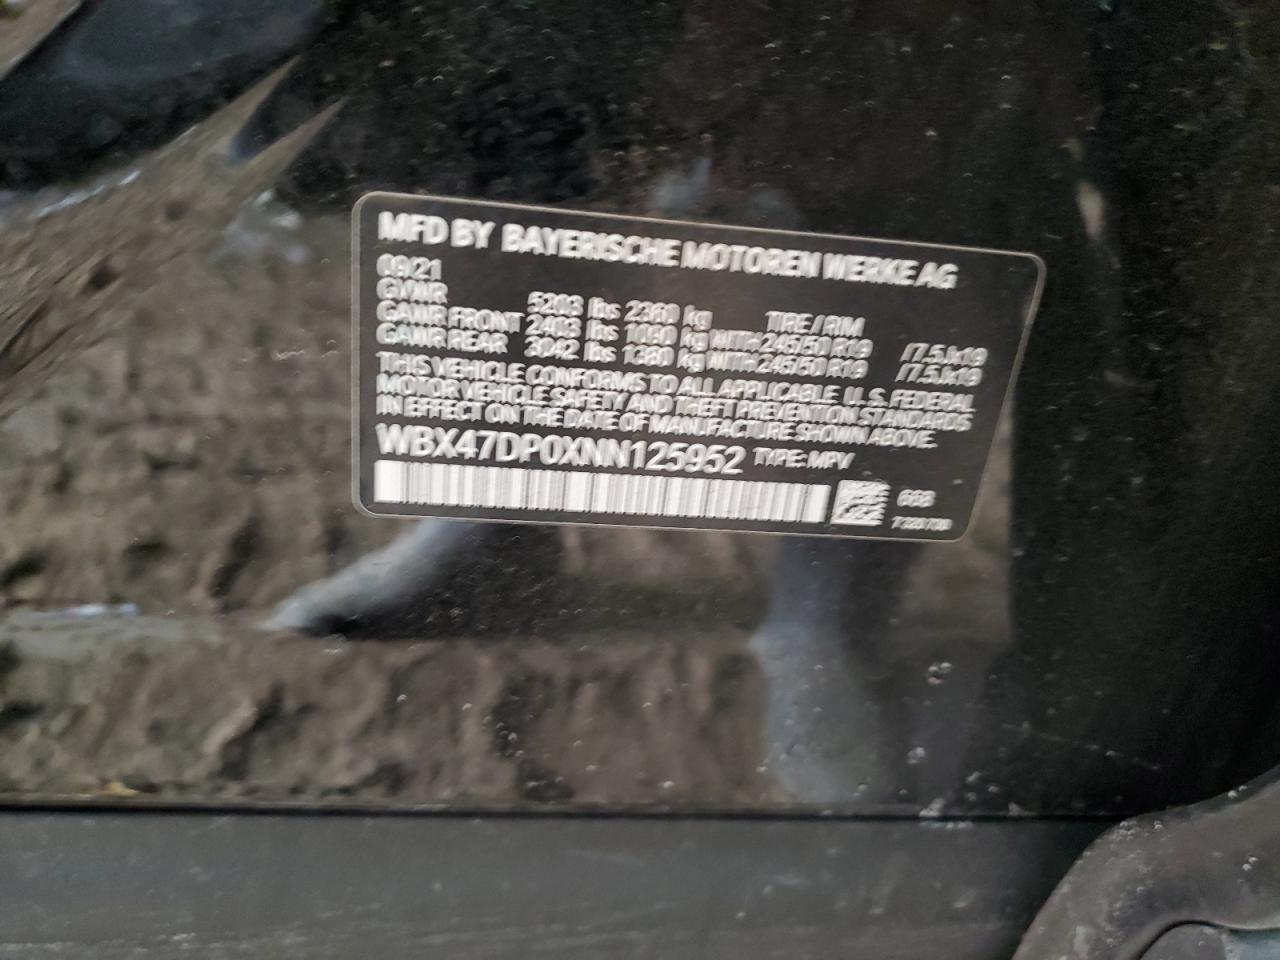 MFD BY BAYERISCHE MOTOREN WERKE AG
09/21
GVWR 5203 lbs 2360 kg TIRE / RIM
GAWR FRONT 2403 lbs 1090 kg WITH 245/50 R19 /7.5Jx19
GAWR REAR 3042 lbs 1380 kg WITH 245/50 R19 /7.5Jx19
THIS VEHICLE CONFORMS TO ALL APPLICABLE U.S. FEDERAL
MOTOR VEHICLE SAFETY AND THEFT PREVENTION STANDARDS
IN EFFECT ON THE DATE OF MANUFACTURE SHOWN ABOVE.
WBX47DP0XNN125952 TYPE: MPV
668